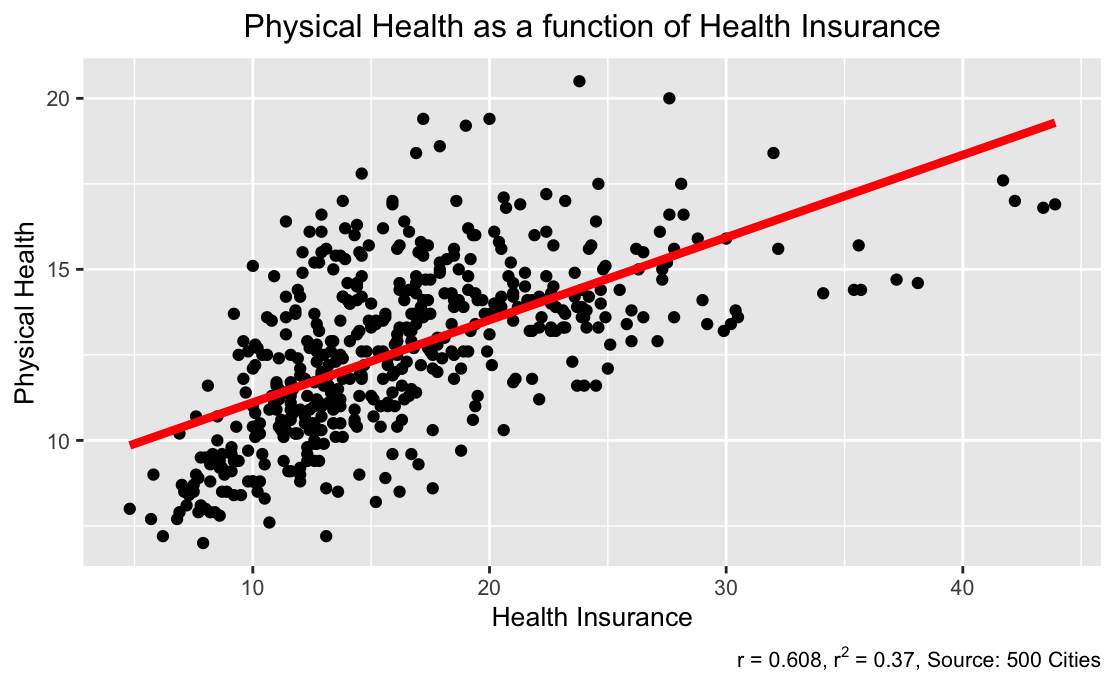 Physical Health as a function of Health Insurance
Physical Health
20
15
10
10 20 30 40
Health Insurance
r = 0.608, r² = 0.37, Source: 500 Cities